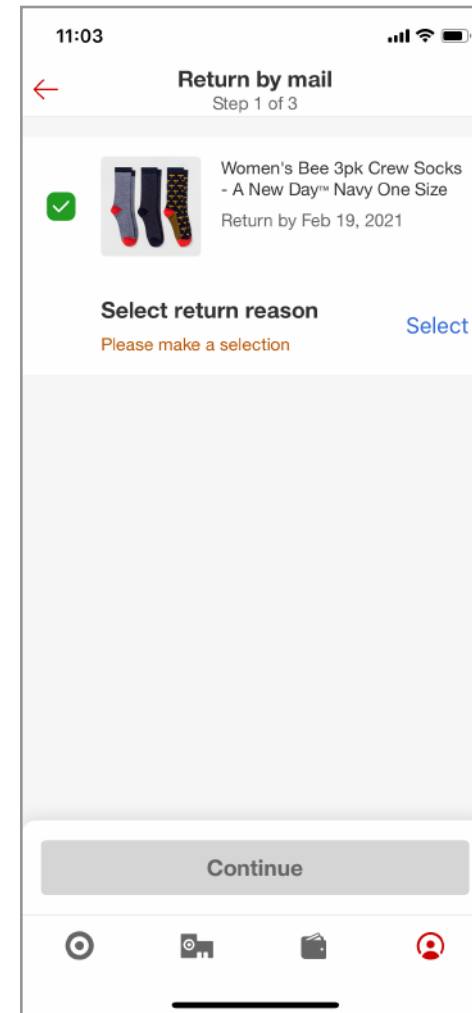 11:03
Return by mail
Step 1 of 3
Women's Bee 3pk Crew Socks
- A New Day™ Navy One Size
Return by Feb 19, 2021
Select return reason
Select
Please make a selection
Continue